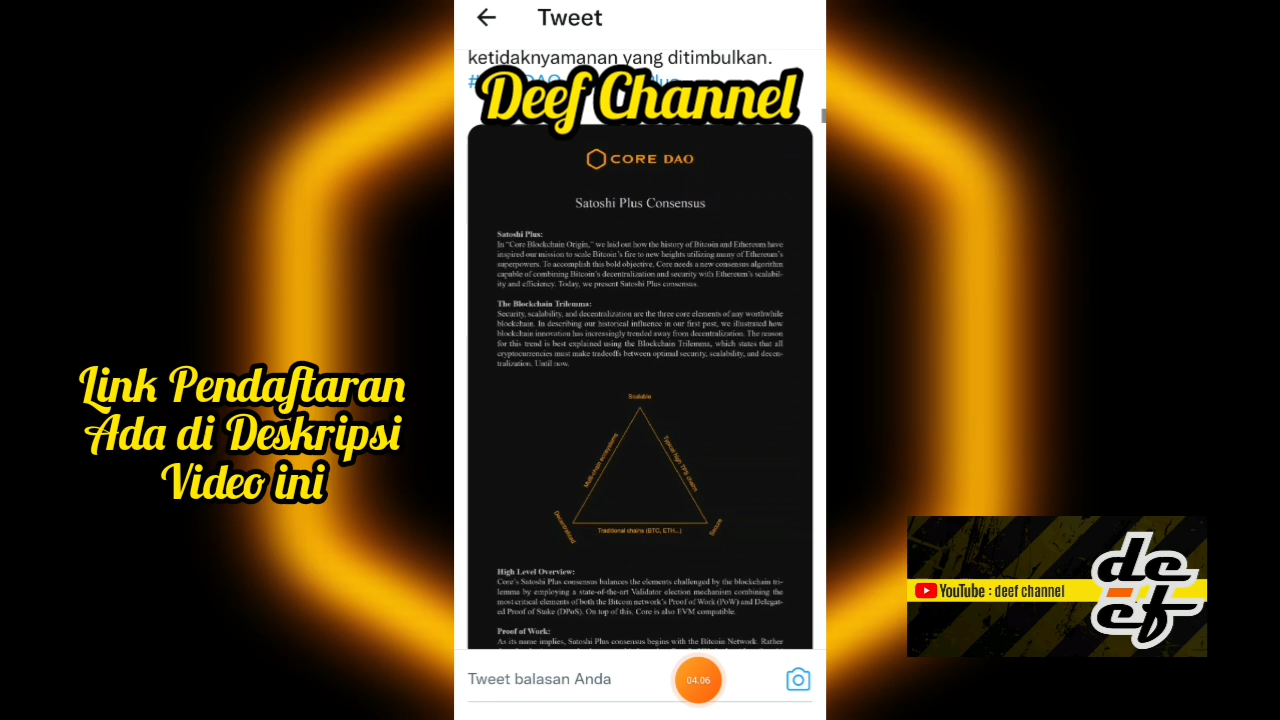 Tweet
ketidaknyamanan yang ditimbulkan.
Deef Channel
CORE DAO
Satoshi Plus Consensus
Satoshi Plus:
In "Core Blockchain Origin," we laid out how the history of Bitcoin and Ethereum have
inspired our mission to scale Bitcoin's fire to new heights utilizing many of Ethereum's
superpowers. To accomplish this bold objective, Core needs a new consensus algorithm
capable of combining Bitcoin's decentralization and security with Ethereum's scalabil-
ity and efficiency. Today, we present Satoshi Plus consensus.
The Blockchain Trilemma:
Security, scalability, and decentralization are the three core elements of any worthwhile
blockchain. In describing our historical influence in our first post, we illustrated how
blockchain innovation has increasingly trended away from decentralization. The reason
for this trend is best explained using the Blockchain Trilemma, which states that all
cryptocurrencies must make tradeoffs between optimal security, scalability, and decen-
tralization. Until now.
Scalable
Multi-chain ecosystems
Typical high TPS chains
Decentralized
Traditional chains (BTC, ETH...)
Secure
High Level Overview:
Core's Satoshi Plus consensus balances the elements challenged by the blockchain tri-
lemma by employing a state-of-the-art Validator election mechanism combining the
most critical elements of both the Bitcoin network's Proof of Work (PoW) and Delegat-
ed Proof of Stake (DPoS). On top of this, Core is also EVM compatible.
Proof of Work:
As its name implies, Satoshi Plus consensus begins with the Bitcoin Network. Rather
Tweet balasan Anda
04.06
Link Pendaftaran
Ada di Deskripsi
Video ini
deef
YouTube : deef channel